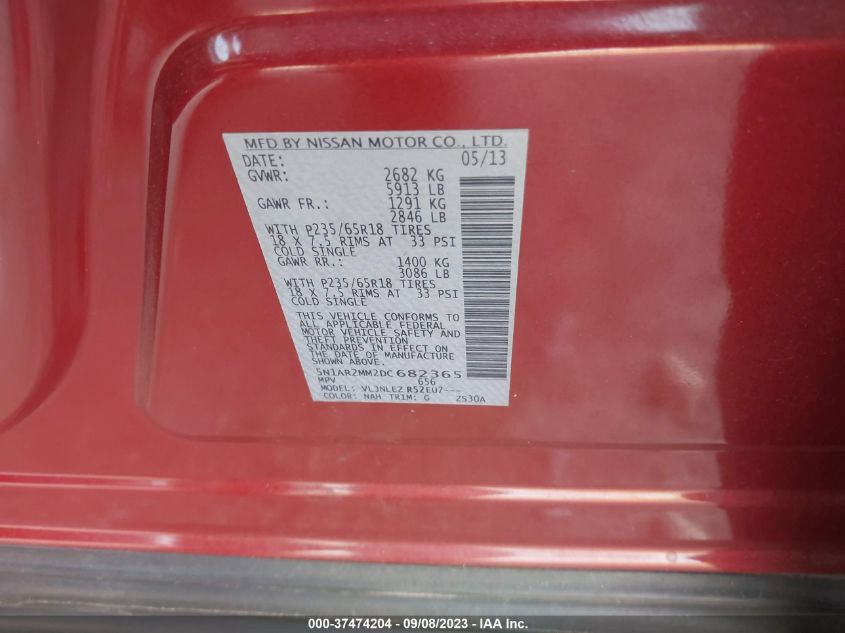 MFD BY NISSAN MOTOR CO., LTD.
DATE: 05/13
GVWR: 2682 KG
5913 LB
GAWR FR.: 1291 KG
2846 LB
WITH P235/65R18 TIRES
18 X 7.5 RIMS AT 33 PSI
COLD SINGLE
GAWR RR.: 1400 KG
3086 LB
WITH P235/65R18 TIRES
18 X 7.5 RIMS AT 33 PSI
COLD SINGLE
THIS VEHICLE CONFORMS TO
ALL APPLICABLE FEDERAL
MOTOR VEHICLE SAFETY AND
THEFT PREVENTION
STANDARDS IN EFFECT ON
THE DATE OF MANUFACTURE
SHOWN ABOVE.
5N1AR2MM2DC682365
MPV 656
MODEL: VLJNLEZ R52EU7---
COLOR: NAH TRIM: G ZS30A
000-37474204 - 09/08/2023 - IAA Inc.